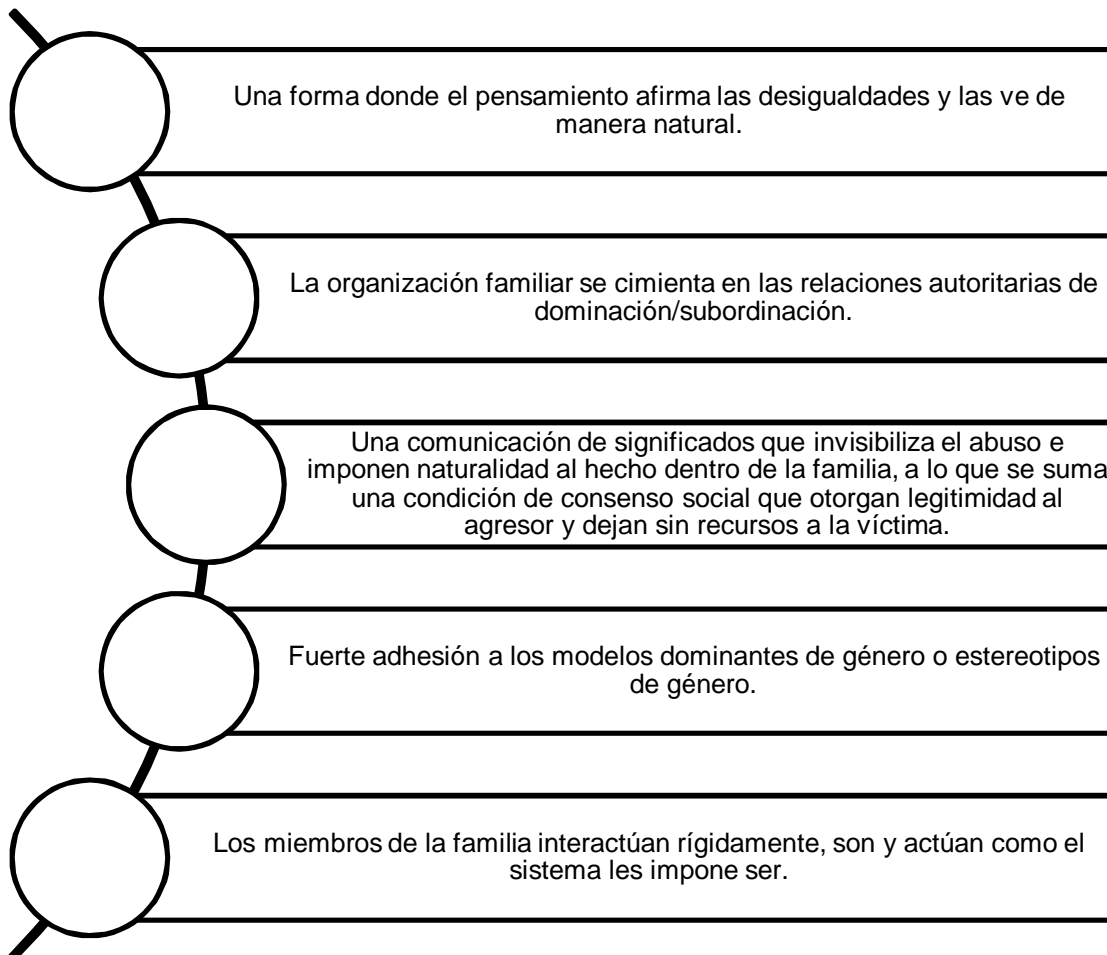 Una forma donde el pensamiento afirma las desigualdades y las ve de
manera natural.
La organización familiar se cimienta en las relaciones autoritarias de
dominación/subordinación.
Una comunicación de significados que invisibiliza el abuso e
imponen naturalidad al hecho dentro de la familia, a lo que se suma
una condición de consenso social que otorgan legitimidad al
agresor y dejan sin recursos a la víctima.
Fuerte adhesión a los modelos dominantes de género o estereotipos
de género.
Los miembros de la familia interactúan rígidamente, son y actúan como el
sistema les impone ser.